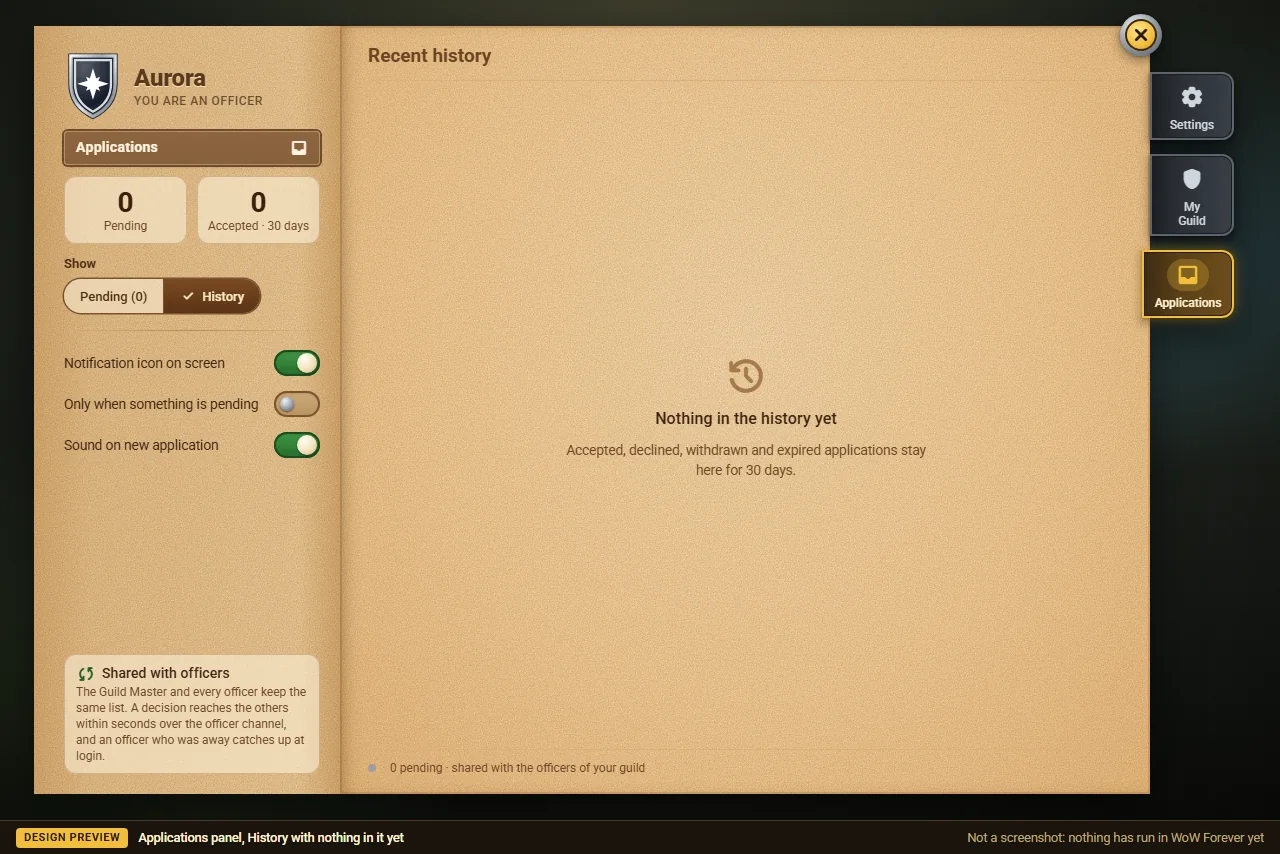 Aurora
YOU ARE AN OFFICER
Applications
0
Pending
0
Accepted · 30 days
Show
Pending (0)
History
Notification icon on screen
Only when something is pending
Sound on new application
Shared with officers
The Guild Master and every officer keep the
same list. A decision reaches the others
within seconds over the officer channel,
and an officer who was away catches up at
login.
Recent history
Nothing in the history yet
Accepted, declined, withdrawn and expired applications stay
here for 30 days.
0 pending · shared with the officers of your guild
Settings
My
Guild
Applications
DESIGN PREVIEW
Applications panel, History with nothing in it yet
Not a screenshot: nothing has run in WoW Forever yet